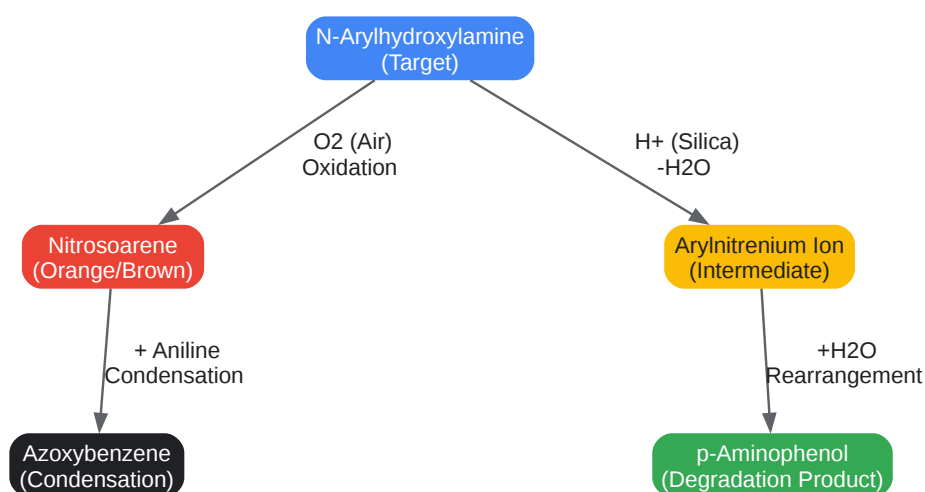 N-Arylhydroxylamine
(Target)
O2 (Air)
Oxidation
H+ (Silica)
-H2O
Nitrosoarene
(Orange/Brown)
Arylnitrenium Ion
(Intermediate)
+ Aniline
Condensation
+H2O
Rearrangement
Azoxybenzene
(Condensation)
p-Aminophenol
(Degradation Product)